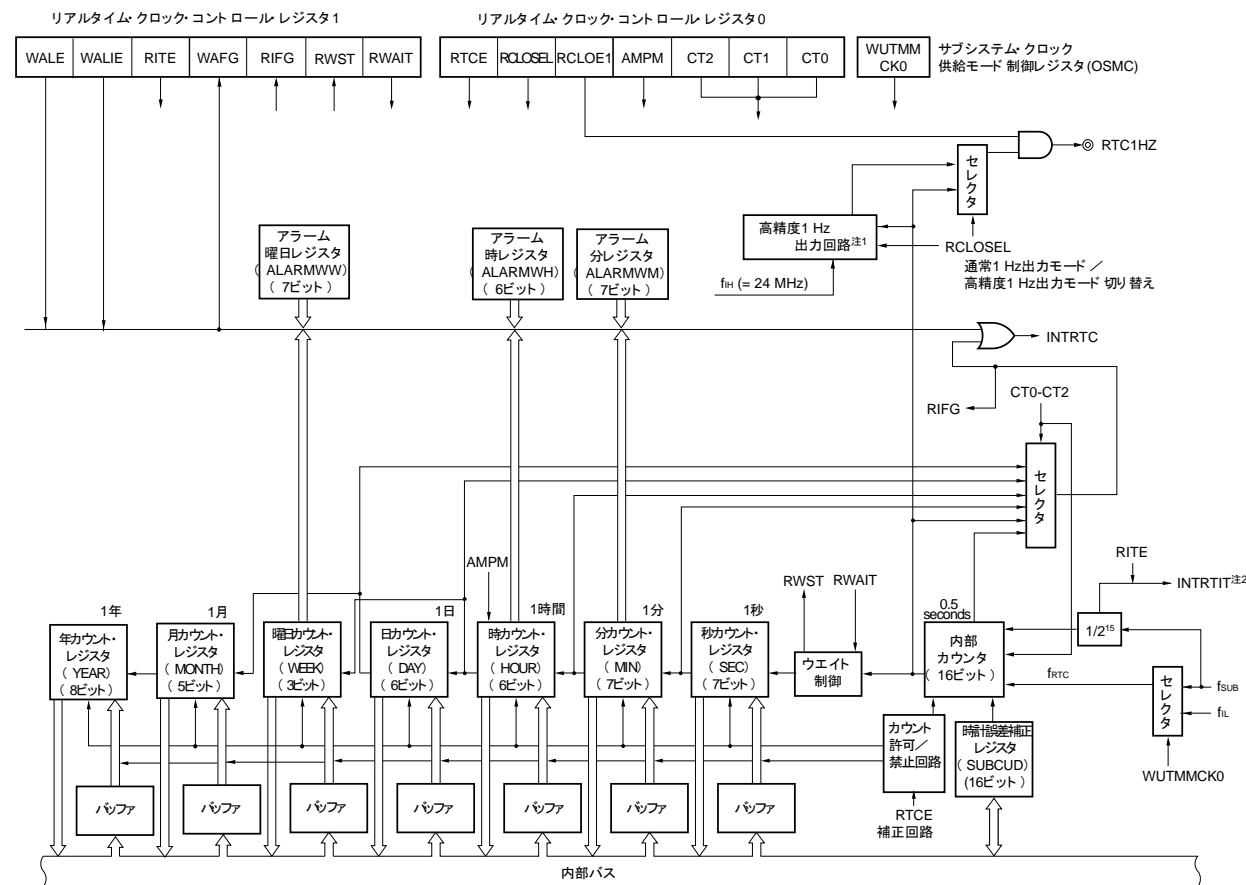 リアルタイム・クロック・コントロール・レジスタ1
リアルタイム・クロック・コントロール・レジスタ0
WALE WALIE RITE WAFG RIFG RWST RWAIT
RTCE RCLOSEL RCLOE1 AMPM CT2 CT1 CT0
WUTMM
CK0
サブシステム・クロック
供給モード制御レジスタ(OSMC)
RTC1HZ
セレクタ
高精度1 Hz
出力回路注1
RCLOSEL
通常1 Hz出力モード／
高精度1 Hz出力モード 切り替え
fIH (= 24 MHz)
アラーム
曜日レジスタ
(ALARMWW)
(7ビット)
アラーム
時レジスタ
(ALARMWH)
(6ビット)
アラーム
分レジスタ
(ALARMWM)
(7ビット)
INTRTC
RIFG
CT0-CT2
セレクタ
AMPM
RWST RWAIT
RITE
INTRTIT注2
1年 1月 1日 1時間 1分 1秒
0.5
seconds
年カウント・
レジスタ
(YEAR)
(8ビット)
月カウント・
レジスタ
(MONTH)
(5ビット)
曜日カウント・
レジスタ
(WEEK)
(3ビット)
日カウント・
レジスタ
(DAY)
(6ビット)
時カウント・
レジスタ
(HOUR)
(6ビット)
分カウント・
レジスタ
(MIN)
(7ビット)
秒カウント・
レジスタ
(SEC)
(7ビット)
ウエイト
制御
内部
カウンタ
(16ビット)
1/2¹⁵
fRTC
セレクタ
fSUB
fIL
WUTMMCK0
カウント
許可／
禁止回路
時計誤差補正
レジスタ
(SUBCUD)
(16ビット)
RTCE
補正回路
バッファ バッファ バッファ バッファ バッファ バッファ バッファ
内部バス